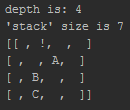 depth is: 4
'stack' size is 7
[[ , !,  ,  ]
[ ,  , A,  ]
[ , B,  ,  ]
[ , C,  ,  ]]